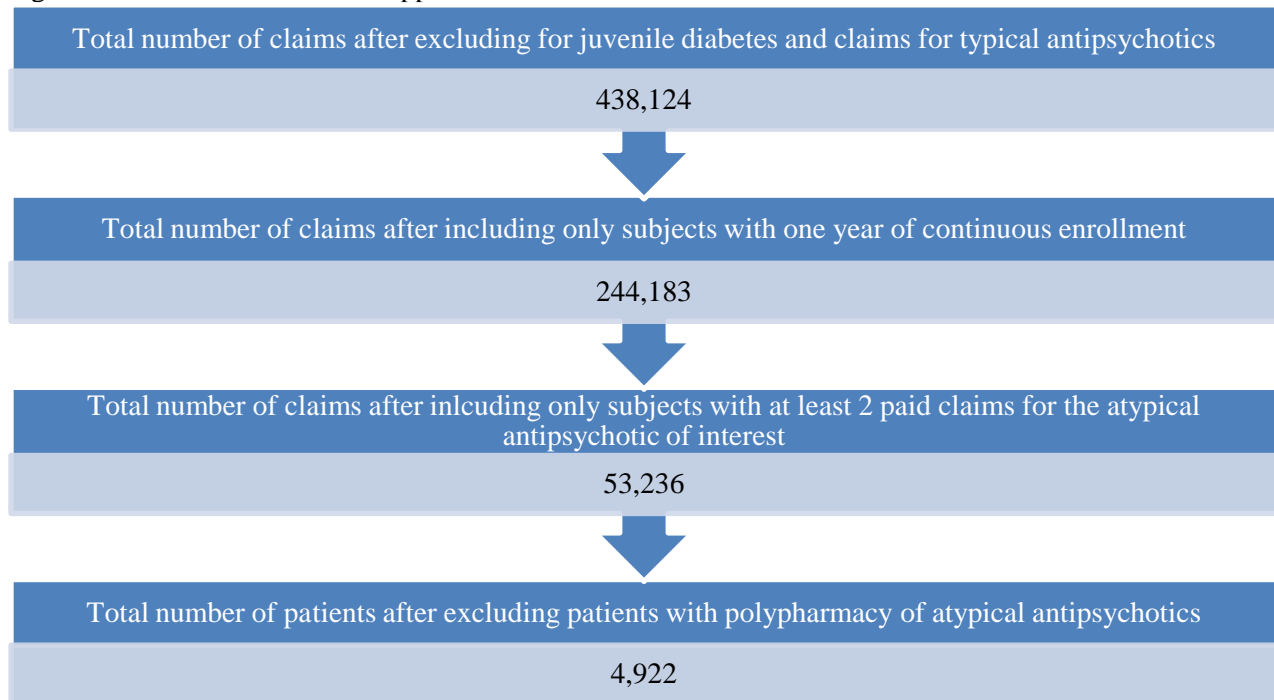 Total number of claims after excluding for juvenile diabetes and claims for typical antipsychotics
438,124
Total number of claims after including only subjects with one year of continuous enrollment
244,183
Total number of claims after inlcuding only subjects with at least 2 paid claims for the atypical
antipsychotic of interest
53,236
Total number of patients after excluding patients with polypharmacy of atypical antipsychotics
4,922